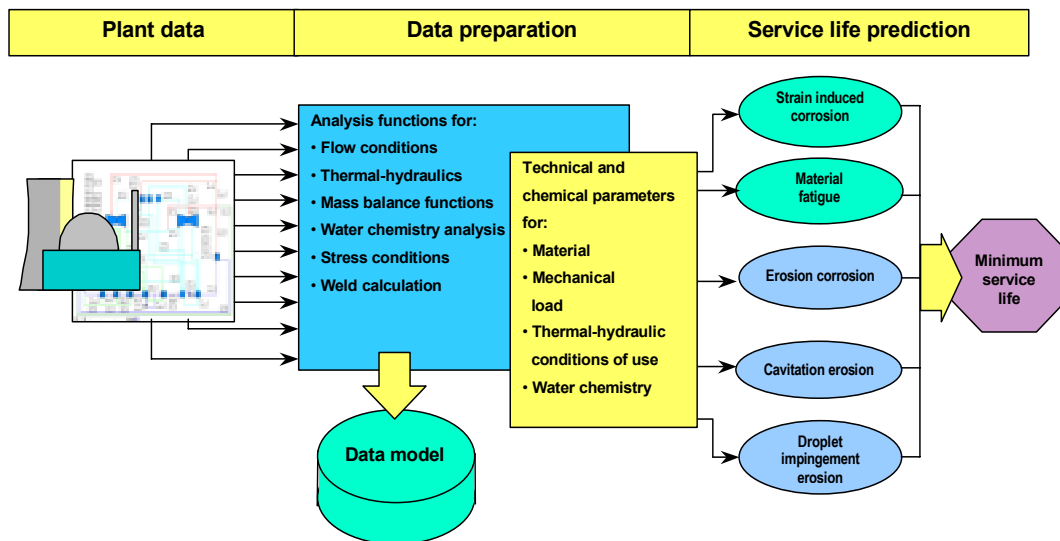 Plant data
Data preparation
Service life prediction
Analysis functions for:
• Flow conditions
• Thermal-hydraulics
• Mass balance functions
• Water chemistry analysis
• Stress conditions
• Weld calculation
Technical and
chemical parameters
for:
• Material
• Mechanical
load
• Thermal-hydraulic
conditions of use
• Water chemistry
Data model
Strain induced
corrosion
Material
fatigue
Erosion corrosion
Cavitation erosion
Droplet
impingement
erosion
Minimum
service
life